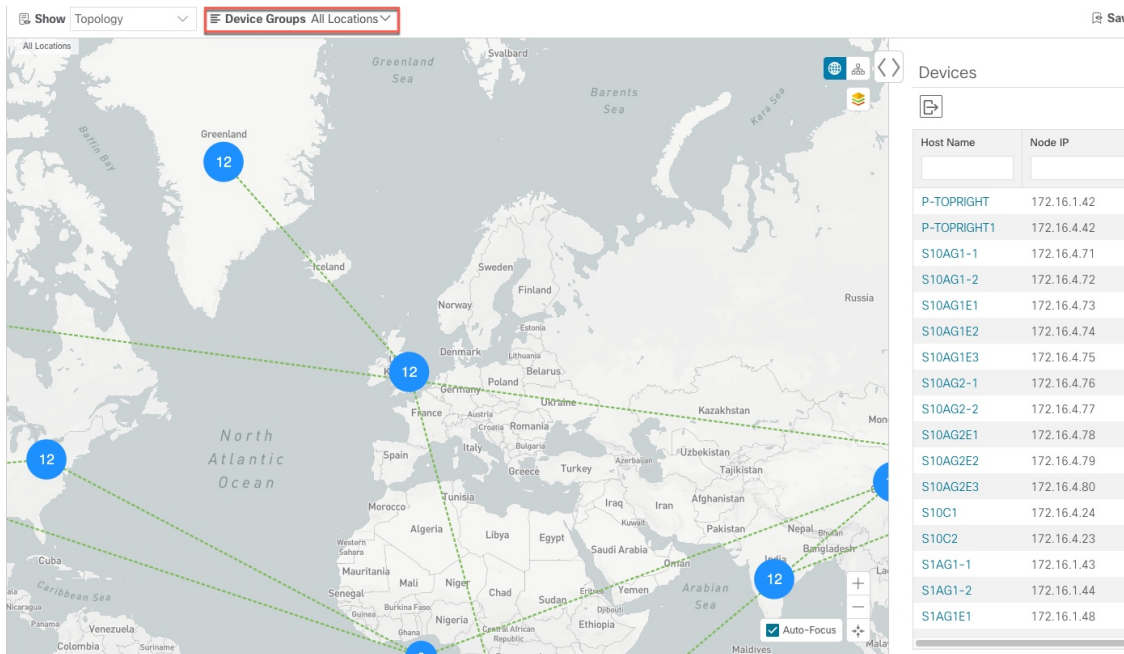 Show Topology Device Groups All Locations
All Locations
Svalbard
Greenland
Sea
Barents
Sea
Kara Sea
Baffin Bay
Greenland
12
Iceland
Sweden
Finland
Norway
Russia
Estonia
Denmark
Lithuania
12
Belarus
Poland
Germany
Ukraine
France
Austria
Kazakhstan
Croatia Romania
North
Atlantic
Ocean
12
Spain
Italy
Bulgaria
Greece
Turkey
Azerbaijan
Uzbekistan
Tajikistan
Tunisia
Morocco
Iraq
Iran
Afghanistan
Algeria
Libya
Egypt
Kuwait
Pakistan
Nepal
Bhutan
Western
Sahara
Saudi Arabia
Bangladesh
India
Cuba
Oman
12
Mauritania
Mali
Niger
Chad
Sudan
Eritrea
Yemen
Arabian
Sea
Caribbean Sea
Senegal
Burkina Faso
Djibouti
Nicaragua
Guinea
Nigeria
Ethiopia
Panama
Venezuela
Ghana
Central African
Republic
Auto-Focus
Colombia
Suriname
Maldives
Devices
Host Name Node IP
P-TOPRIGHT 172.16.1.42
P-TOPRIGHT1 172.16.4.42
S10AG1-1 172.16.4.71
S10AG1-2 172.16.4.72
S10AG1E1 172.16.4.73
S10AG1E2 172.16.4.74
S10AG1E3 172.16.4.75
S10AG2-1 172.16.4.76
S10AG2-2 172.16.4.77
S10AG2E1 172.16.4.78
S10AG2E2 172.16.4.79
S10AG2E3 172.16.4.80
S10C1 172.16.4.24
S10C2 172.16.4.23
S1AG1-1 172.16.1.43
S1AG1-2 172.16.1.44
S1AG1E1 172.16.1.48